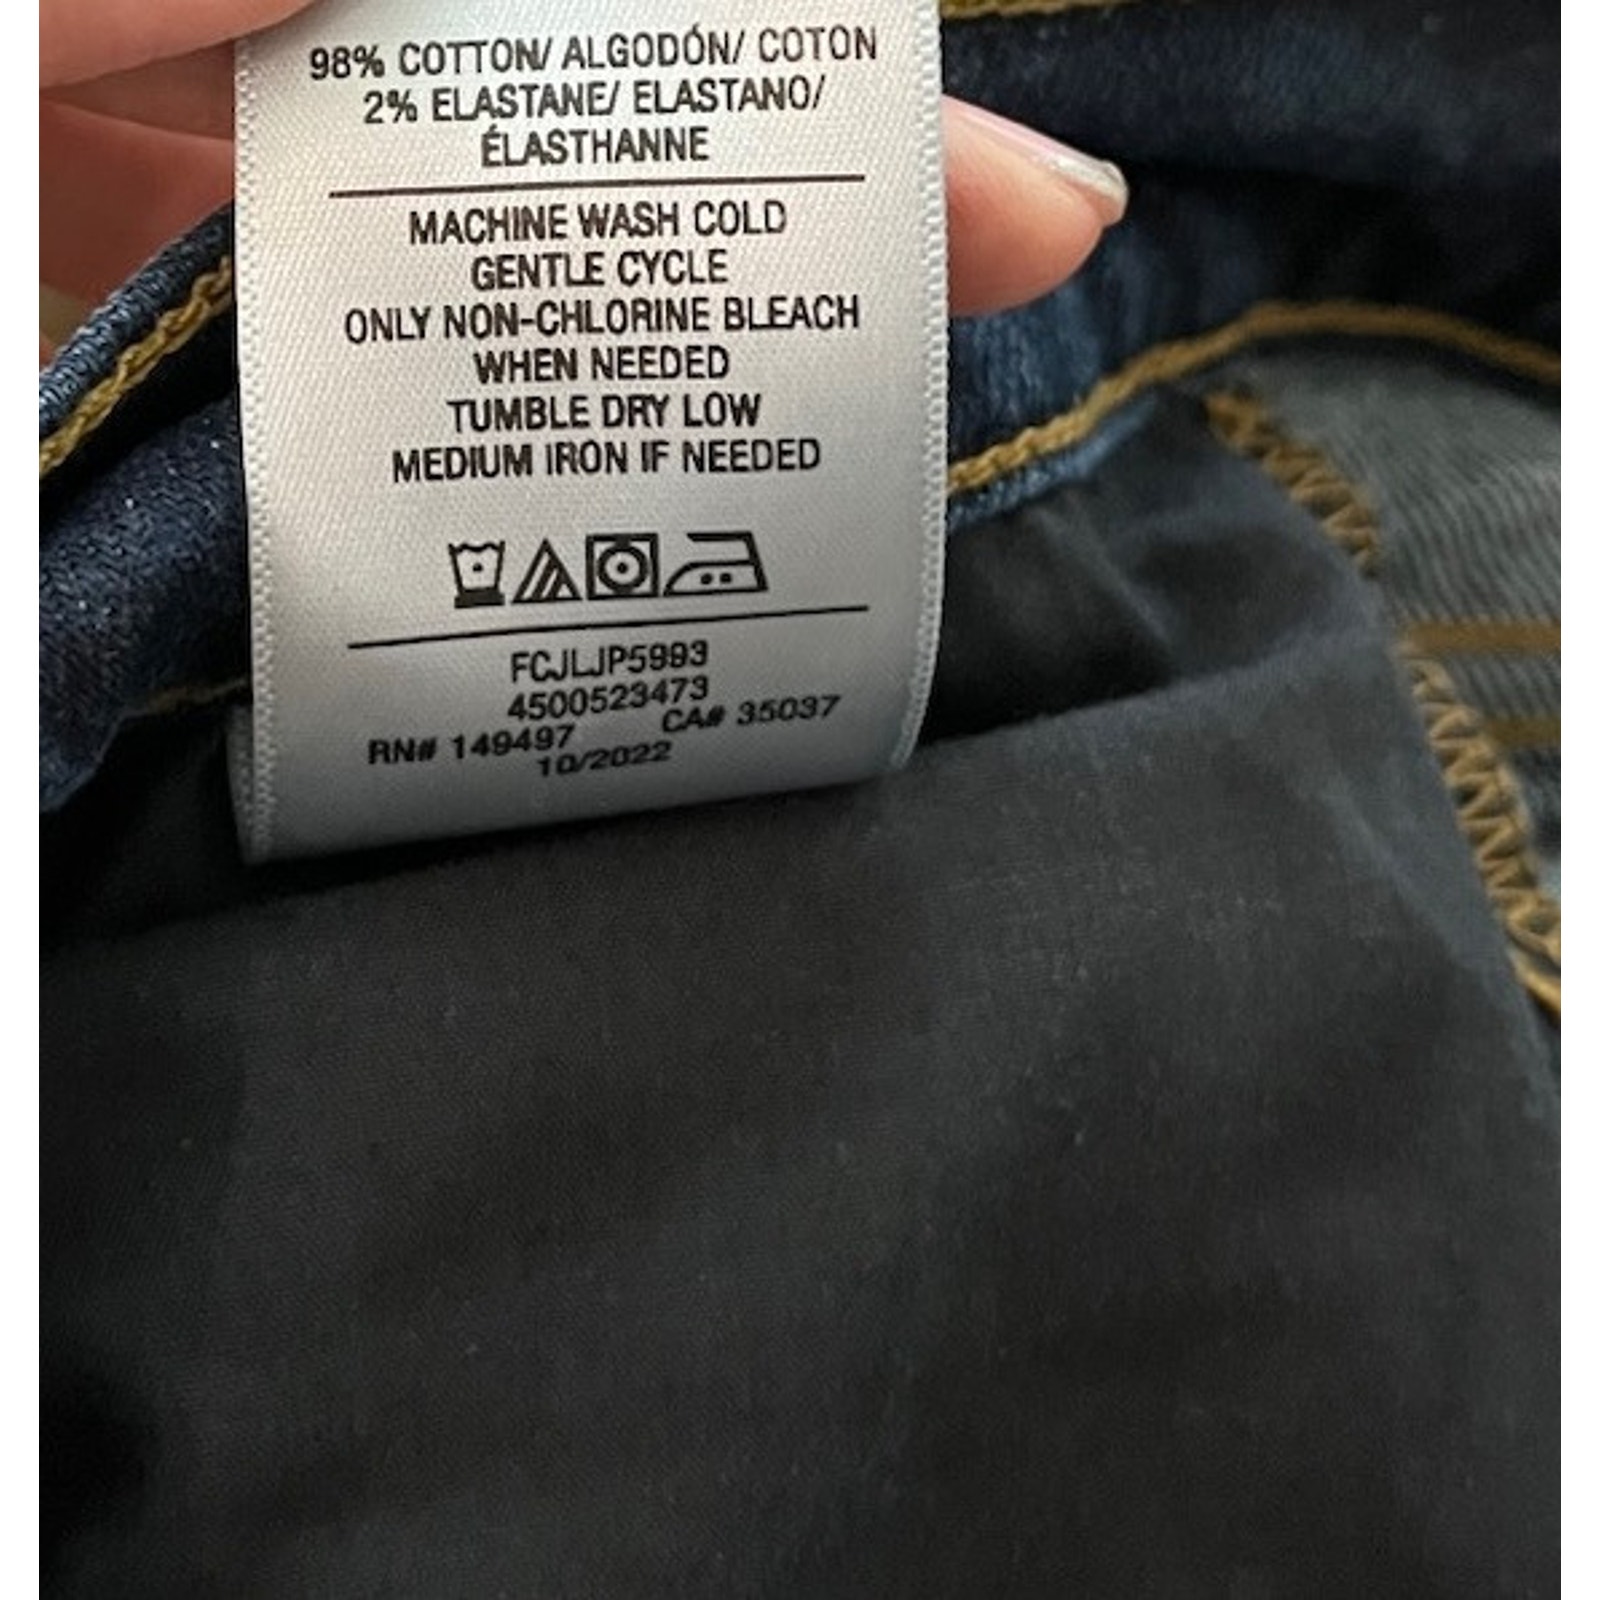 98% COTTON/ ALGODÓN/ COTON
2% ELASTANE/ ELASTANO/
ÉLASTHANNE
MACHINE WASH COLD
GENTLE CYCLE
ONLY NON-CHLORINE BLEACH
WHEN NEEDED
TUMBLE DRY LOW
MEDIUM IRON IF NEEDED
FCJLJP5993
4500523473
RN# 149497 CA# 35037
10/2022